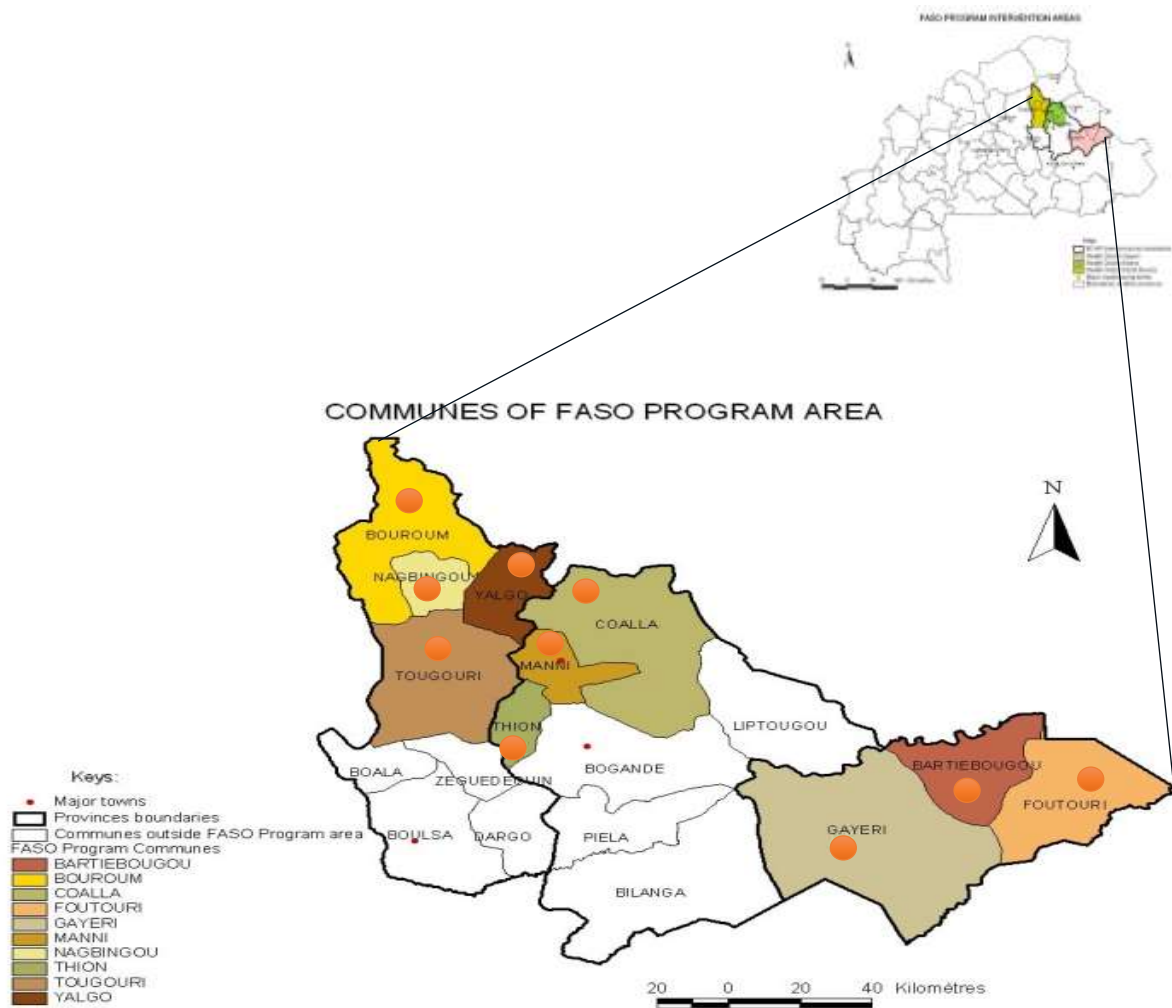 FASO PROGRAM INTERVENTION AREAS
COMMUNES OF FASO PROGRAM AREA
N
BOUROUM
NAGBINGOU
YALGO
COALLA
MANNI
TOUGOURI
THION
LIPTOUGOU
BARTIEBOUGOU
BOALA
ZEGUEDEGUIN
BOGANDE
FOUTOURI
BOULSA
DARGO
PIELA
GAYERI
BILANGA
Keys:
Major towns
Provinces boundaries
Communes outside FASO Program area
FASO Program Communes
BARTIEBOUGOU
BOUROUM
COALLA
FOUTOURI
GAYERI
MANNI
NAGBINGOU
THION
TOUGOURI
YALGO
20 0 20 40 Kilométres